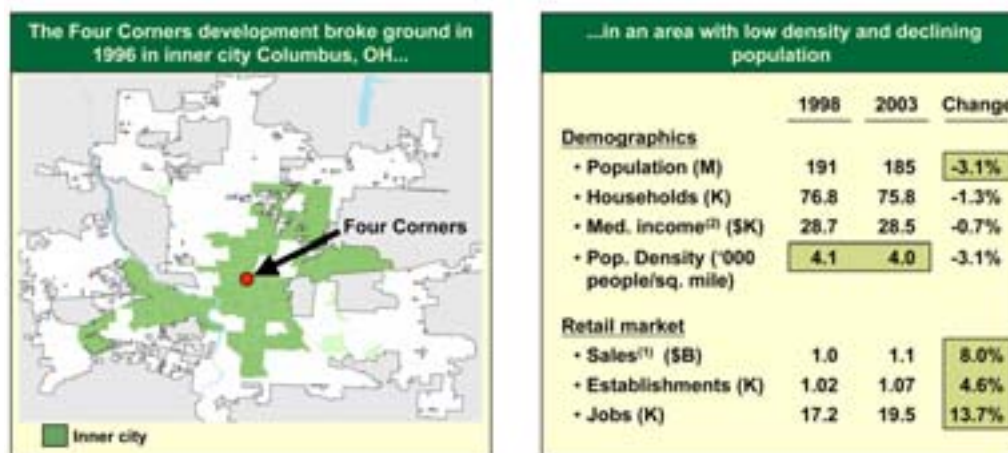 The Four Corners development broke ground in
1996 in inner city Columbus, OH...
Four Corners
Inner city
...in an area with low density and declining
population
1998 2003 Change
Demographics
• Population (M) 191 185 -3.1%
• Households (K) 76.8 75.8 -1.3%
• Med. income(2) ($K) 28.7 28.5 -0.7%
• Pop. Density ('000 4.1 4.0 -3.1%
people/sq. mile)
Retail market
• Sales(1) ($B) 1.0 1.1 8.0%
• Establishments (K) 1.02 1.07 4.6%
• Jobs (K) 17.2 19.5 13.7%